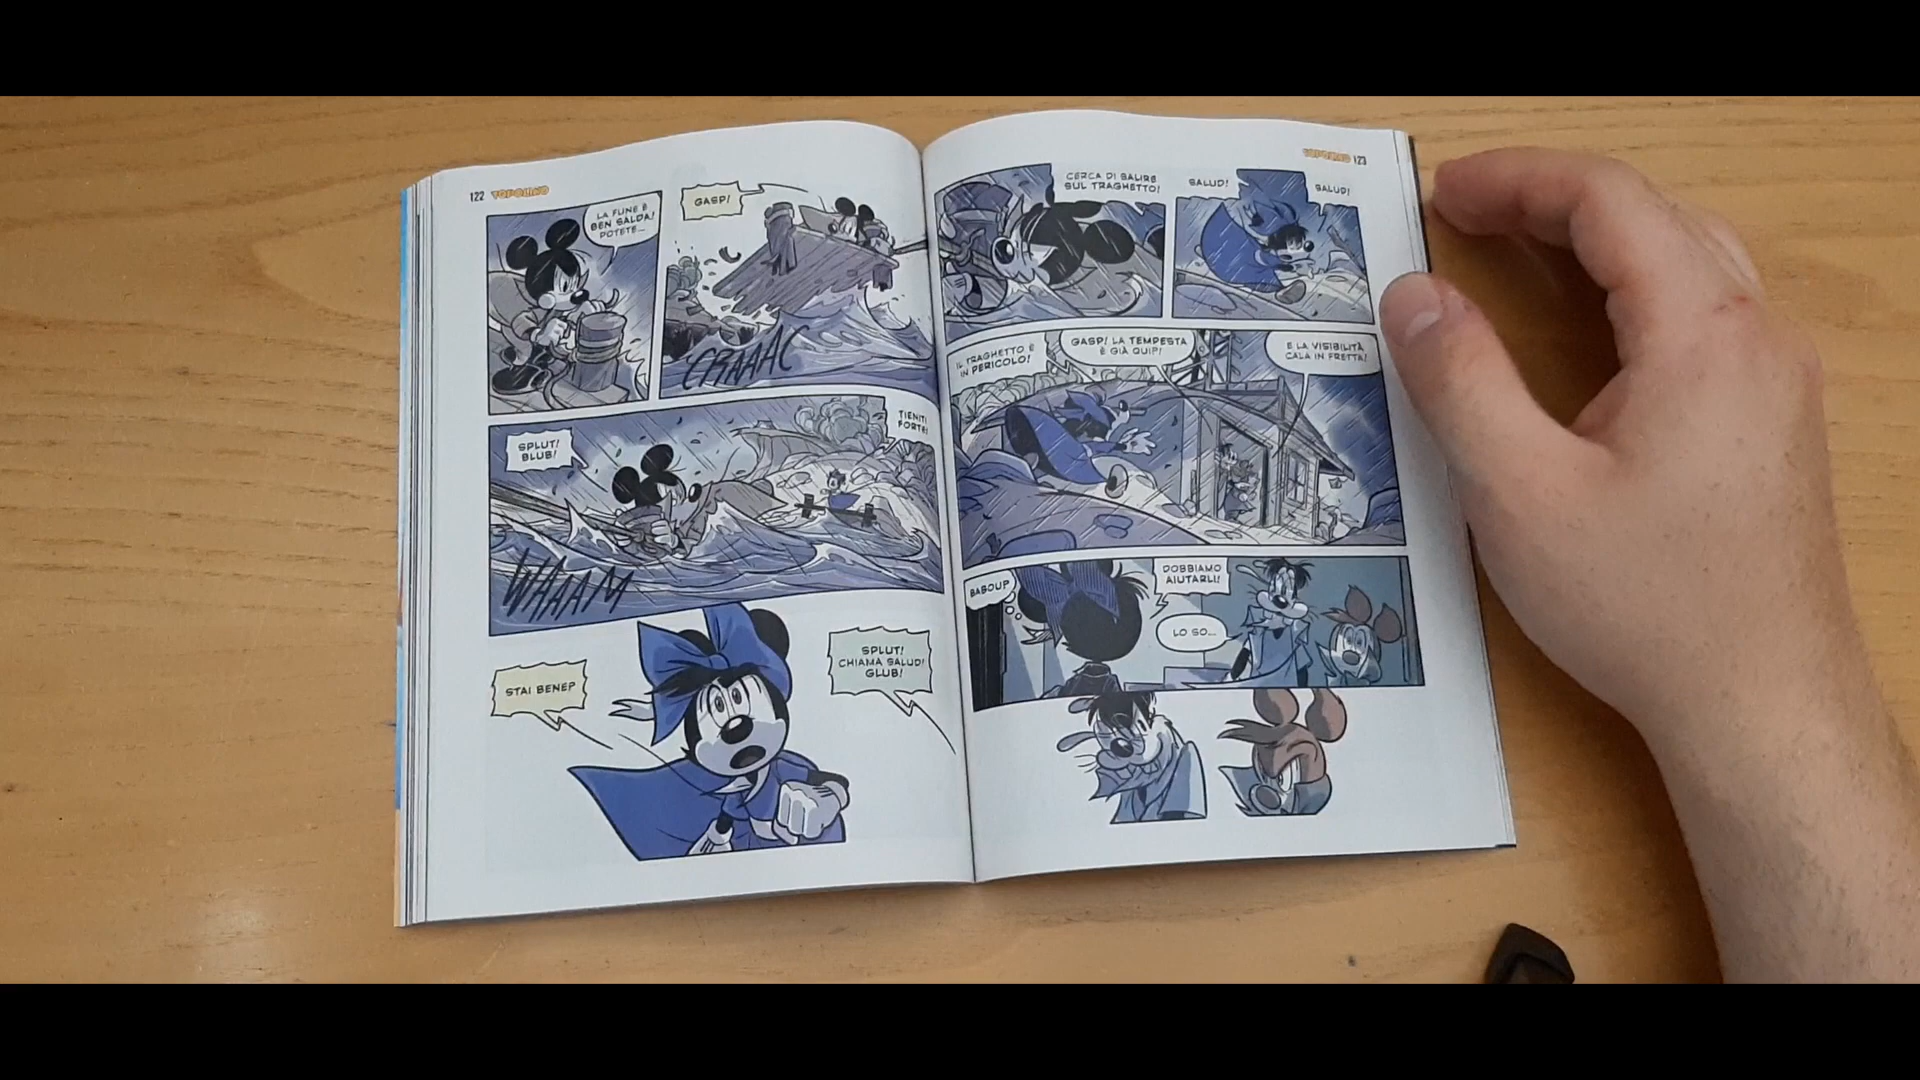 122 TOPOLINO
LA FUNE È
BEN SALDA!
POTETE...
GASP!
CRAAAC
SPLUT!
BLUB!
TIENITI
FORTE!
WAAAM
STAI BENE?
SPLUT!
CHIAMA SALUD!
GLUB!
TOPOLINO 123
CERCA DI SALIRE
SUL TRAGHETTO!
SALUD!
SALUD!
IL TRAGHETTO È
IN PERICOLO!
GASP! LA TEMPESTA
È GIÀ QUI?!
E LA VISIBILITÀ
CALA IN FRETTA!
BABOU?
DOBBIAMO
AIUTARLI!
LO SO...